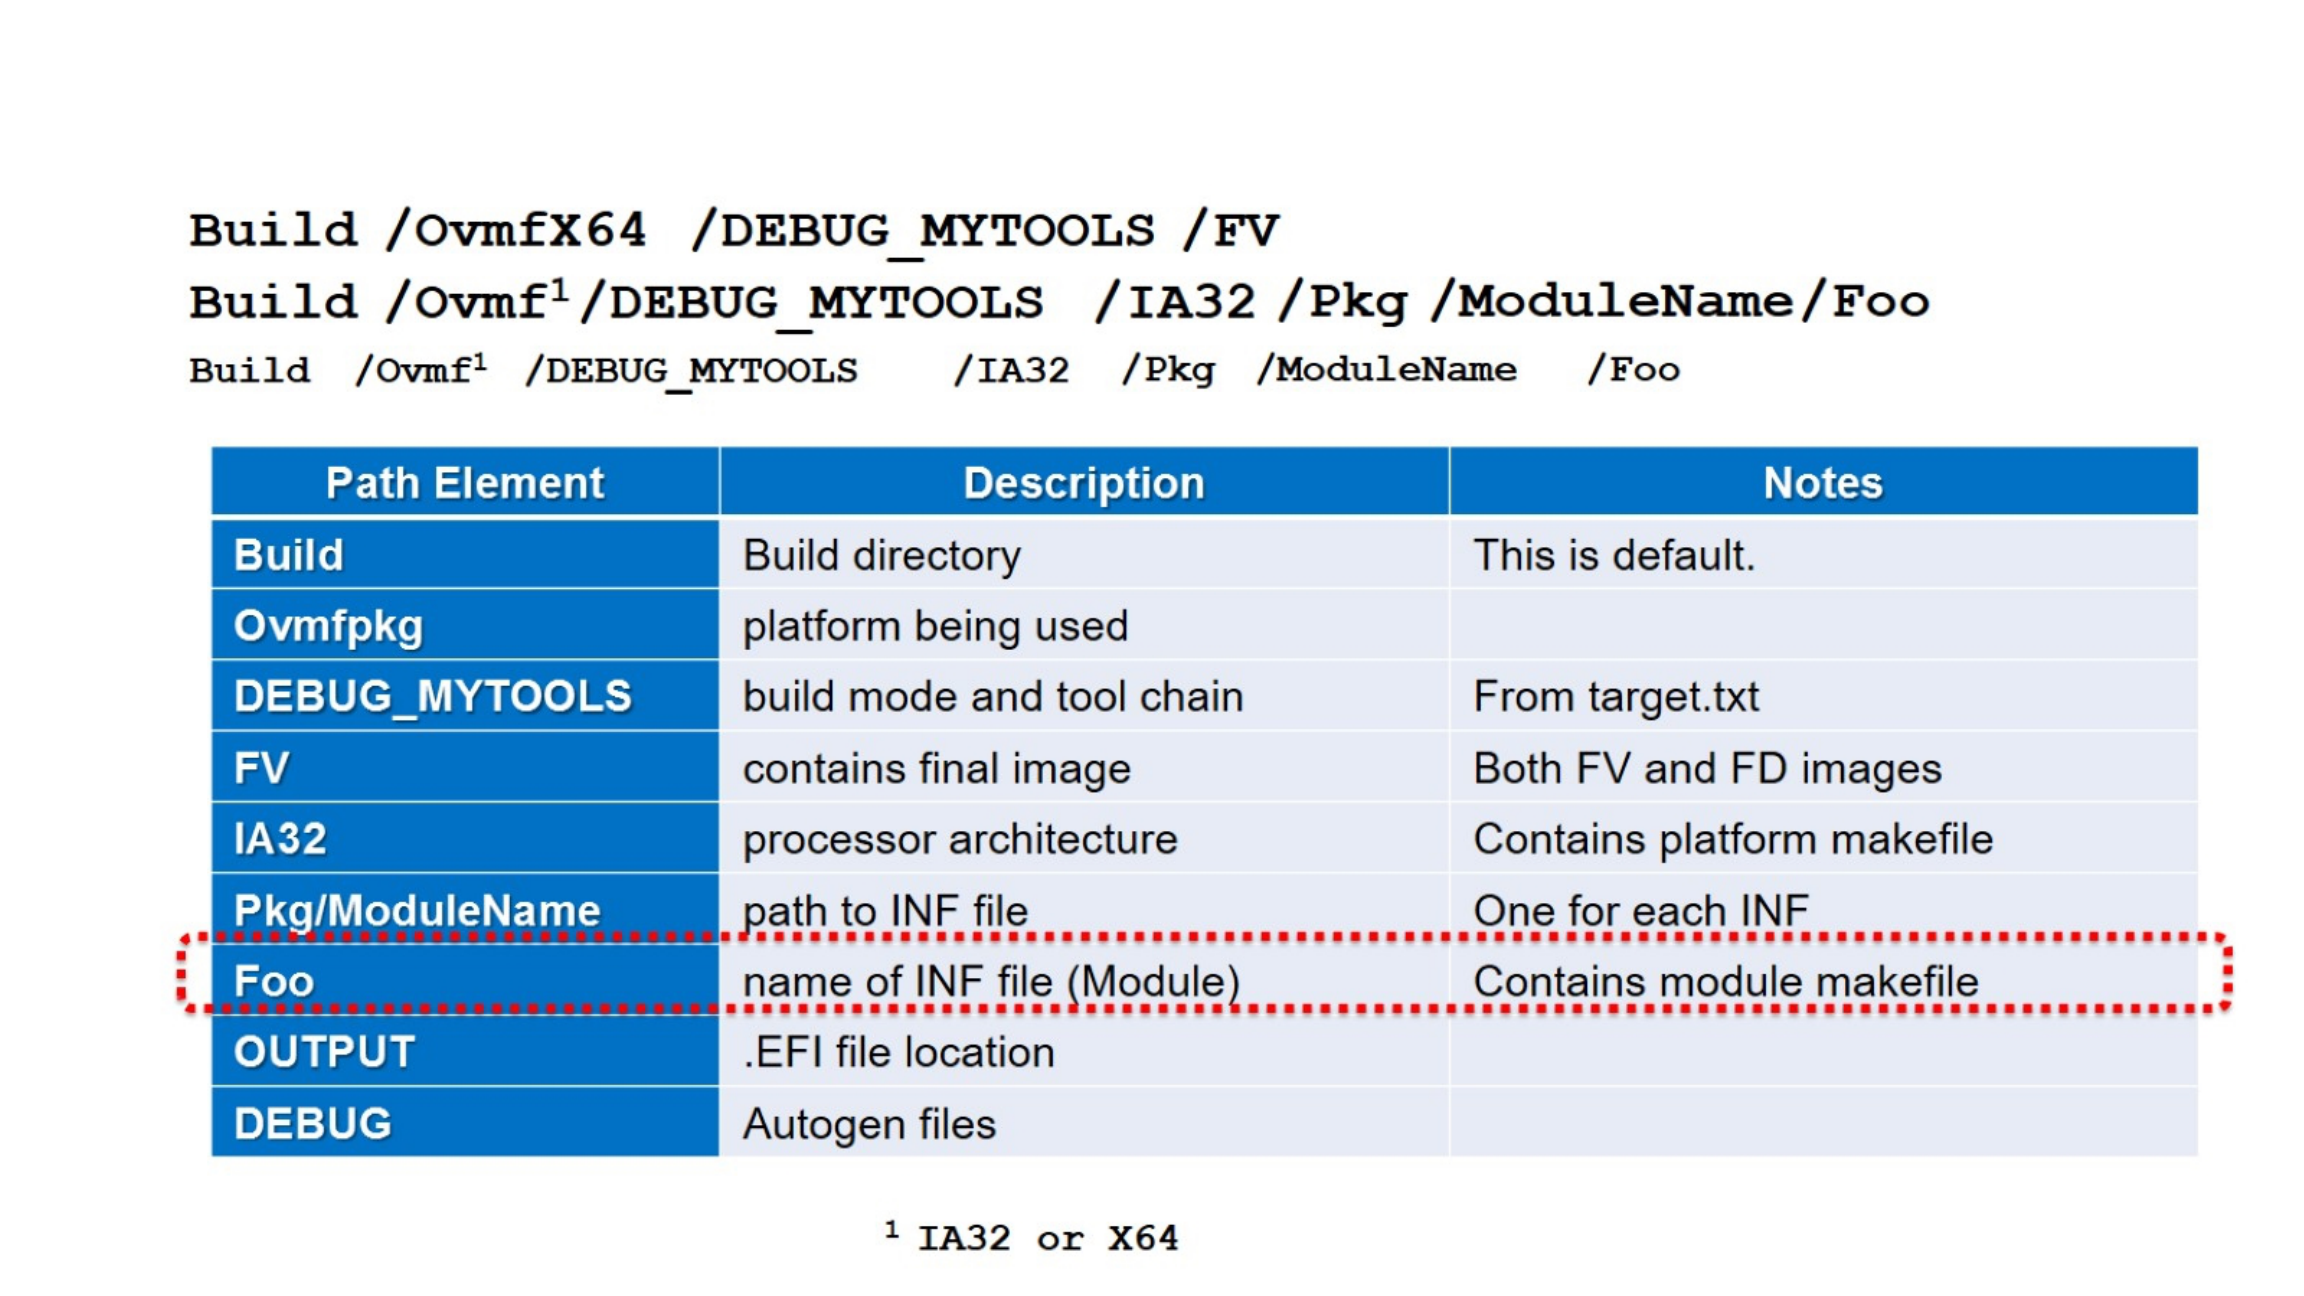 Build /OvmfX64 /DEBUG_MYTOOLS /FV
Build /Ovmf¹/DEBUG_MYTOOLS /IA32 /Pkg /ModuleName/Foo
Build /Ovmf¹ /DEBUG_MYTOOLS /IA32 /Pkg /ModuleName /Foo
Path Element Description Notes
Build Build directory This is default.
Ovmfpkg platform being used
DEBUG_MYTOOLS build mode and tool chain From target.txt
FV contains final image Both FV and FD images
IA32 processor architecture Contains platform makefile
Pkg/ModuleName path to INF file One for each INF
Foo name of INF file (Module) Contains module makefile
OUTPUT .EFI file location
DEBUG Autogen files
¹ IA32 or X64